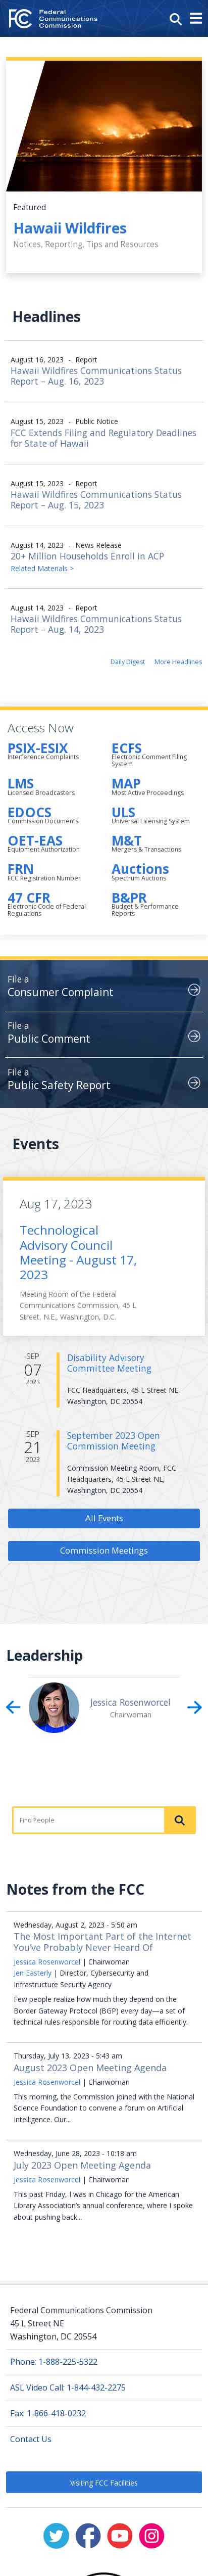 Federal
Communications
Commission
Featured
Hawaii Wildfires
Notices, Reporting, Tips and Resources
Headlines
August 16, 2023 - Report
Hawaii Wildfires Communications Status
Report – Aug. 16, 2023
August 15, 2023 - Public Notice
FCC Extends Filing and Regulatory Deadlines
for State of Hawaii
August 15, 2023 - Report
Hawaii Wildfires Communications Status
Report – Aug. 15, 2023
August 14, 2023 - News Release
20+ Million Households Enroll in ACP
Related Materials >
August 14, 2023 - Report
Hawaii Wildfires Communications Status
Report – Aug. 14, 2023
Daily Digest More Headlines
Access Now
PSIX-ESIX
Interference Complaints
ECFS
Electronic Comment Filing
System
LMS
Licensed Broadcasters
MAP
Most Active Proceedings
EDOCS
Commission Documents
ULS
Universal Licensing System
OET-EAS
Equipment Authorization
M&T
Mergers & Transactions
FRN
FCC Registration Number
Auctions
Spectrum Auctions
47 CFR
Electronic Code of Federal
Regulations
B&PR
Budget & Performance
Reports
File a
Consumer Complaint
File a
Public Comment
File a
Public Safety Report
Events
Aug 17, 2023
Technological
Advisory Council
Meeting - August 17,
2023
Meeting Room of the Federal
Communications Commission, 45 L
Street, N.E., Washington, D.C.
SEP
07
2023
Disability Advisory
Committee Meeting
FCC Headquarters, 45 L Street NE,
Washington, DC 20554
SEP
21
2023
September 2023 Open
Commission Meeting
Commission Meeting Room, FCC
Headquarters, 45 L Street NE,
Washington, DC 20554
All Events
Commission Meetings
Leadership
Jessica Rosenworcel
Chairwoman
Find People
Notes from the FCC
Wednesday, August 2, 2023 - 5:50 am
The Most Important Part of the Internet
You've Probably Never Heard Of
Jessica Rosenworcel | Chairwoman
Jen Easterly | Director, Cybersecurity and
Infrastructure Security Agency
Few people realize how much they depend on the
Border Gateway Protocol (BGP) every day—a set of
technical rules responsible for routing data efficiently.
Thursday, July 13, 2023 - 5:43 am
August 2023 Open Meeting Agenda
Jessica Rosenworcel | Chairwoman
This morning, the Commission joined with the National
Science Foundation to convene a forum on Artificial
Intelligence. Our...
Wednesday, June 28, 2023 - 10:18 am
July 2023 Open Meeting Agenda
Jessica Rosenworcel | Chairwoman
This past Friday, I was in Chicago for the American
Library Association's annual conference, where I spoke
about pushing back...
Federal Communications Commission
45 L Street NE
Washington, DC 20554
Phone: 1-888-225-5322
ASL Video Call: 1-844-432-2275
Fax: 1-866-418-0232
Contact Us
Visiting FCC Facilities